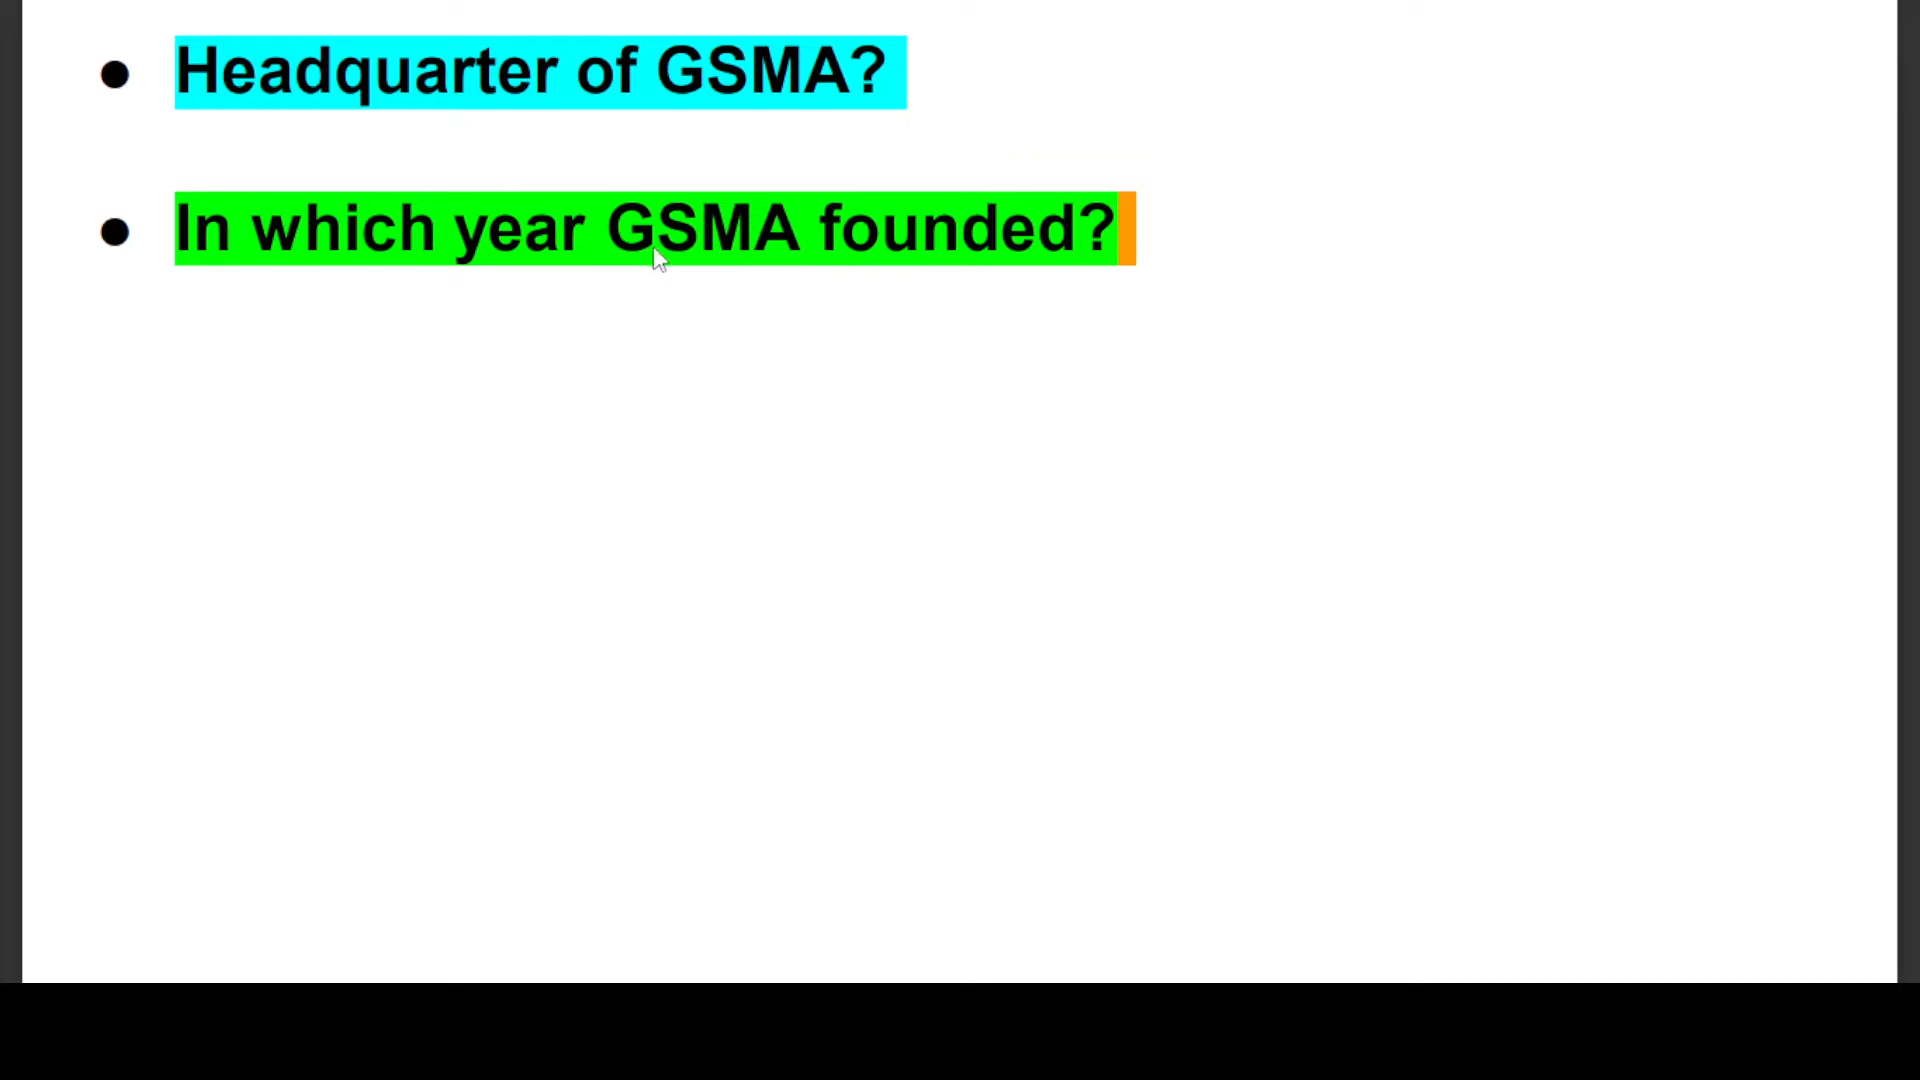 ● Headquarter of GSMA?
● In which year GSMA founded?